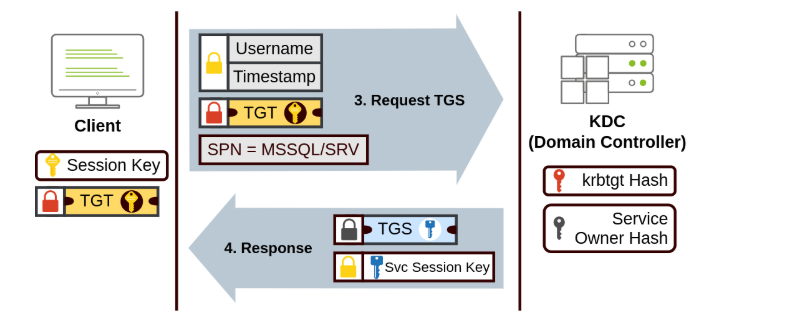 Client
Session Key
TGT
Username
Timestamp
TGT
SPN = MSSQL/SRV
3. Request TGS
4. Response
TGS
Svc Session Key
KDC
(Domain Controller)
krbtgt Hash
Service
Owner Hash